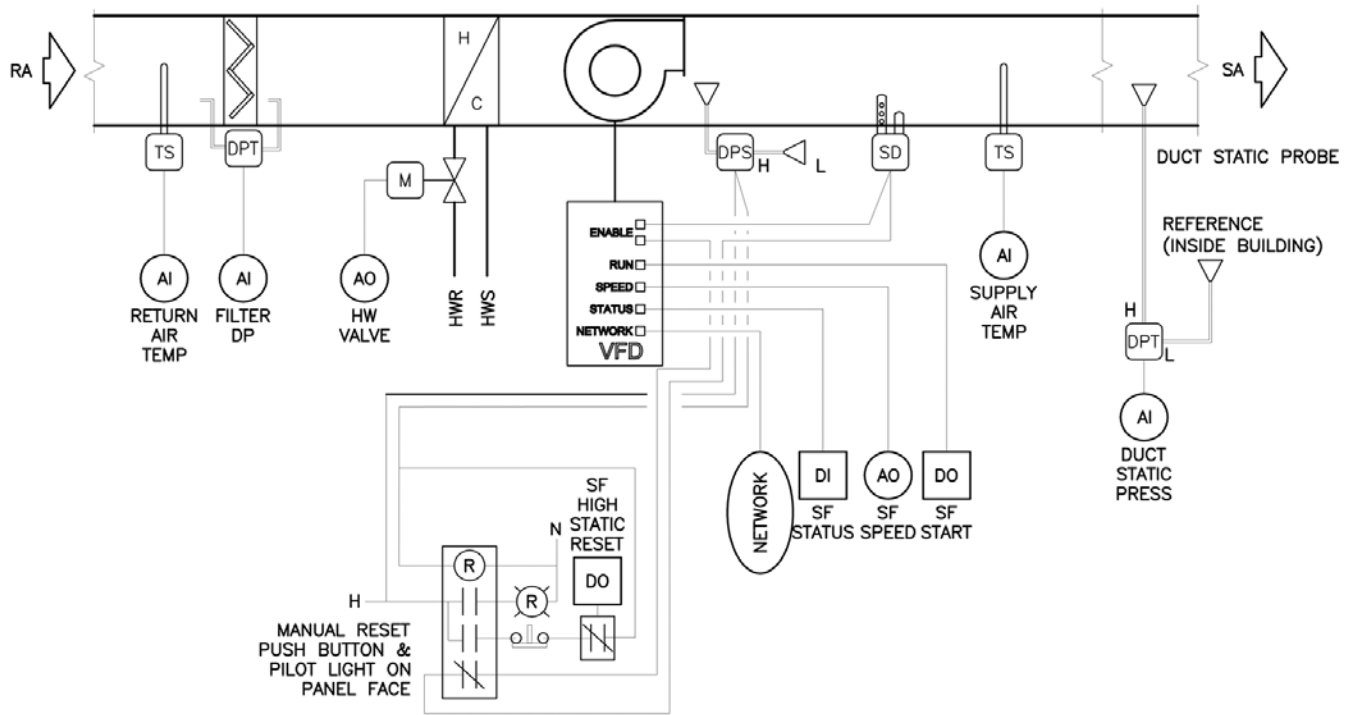 RA
SA
H
C
TS
DPT
DPS
H
L
SD
TS
DUCT STATIC PROBE
M
REFERENCE
(INSIDE BUILDING)
AI
RETURN
AIR
TEMP
AI
FILTER
DP
AO
HW
VALVE
HWR
HWS
ENABLE
RUN
SPEED
STATUS
NETWORK
VFD
AI
SUPPLY
AIR
TEMP
H
DPT
L
AI
DUCT
STATIC
PRESS
NETWORK
DI
SF
STATUS
AO
SF
SPEED
DO
SF
START
SF
HIGH
STATIC
RESET
DO
N
R
H
R
MANUAL RESET
PUSH BUTTON &
PILOT LIGHT ON
PANEL FACE